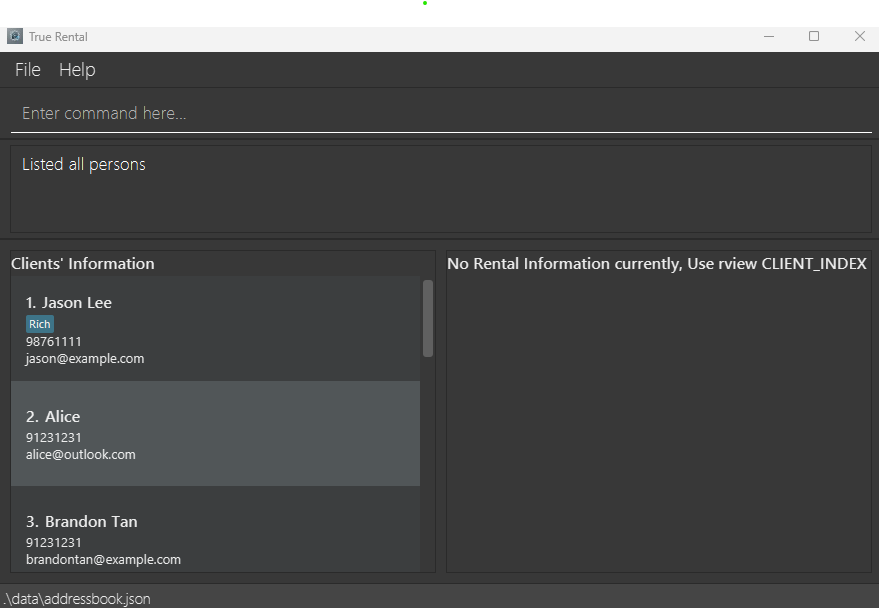 True Rental
File Help
Enter command here...
Listed all persons
Clients' Information
1. Jason Lee
Rich
98761111
jason@example.com
2. Alice
91231231
alice@outlook.com
3. Brandon Tan
91231231
brandontan@example.com
No Rental Information currently, Use rview CLIENT_INDEX
.\data\addressbook.json